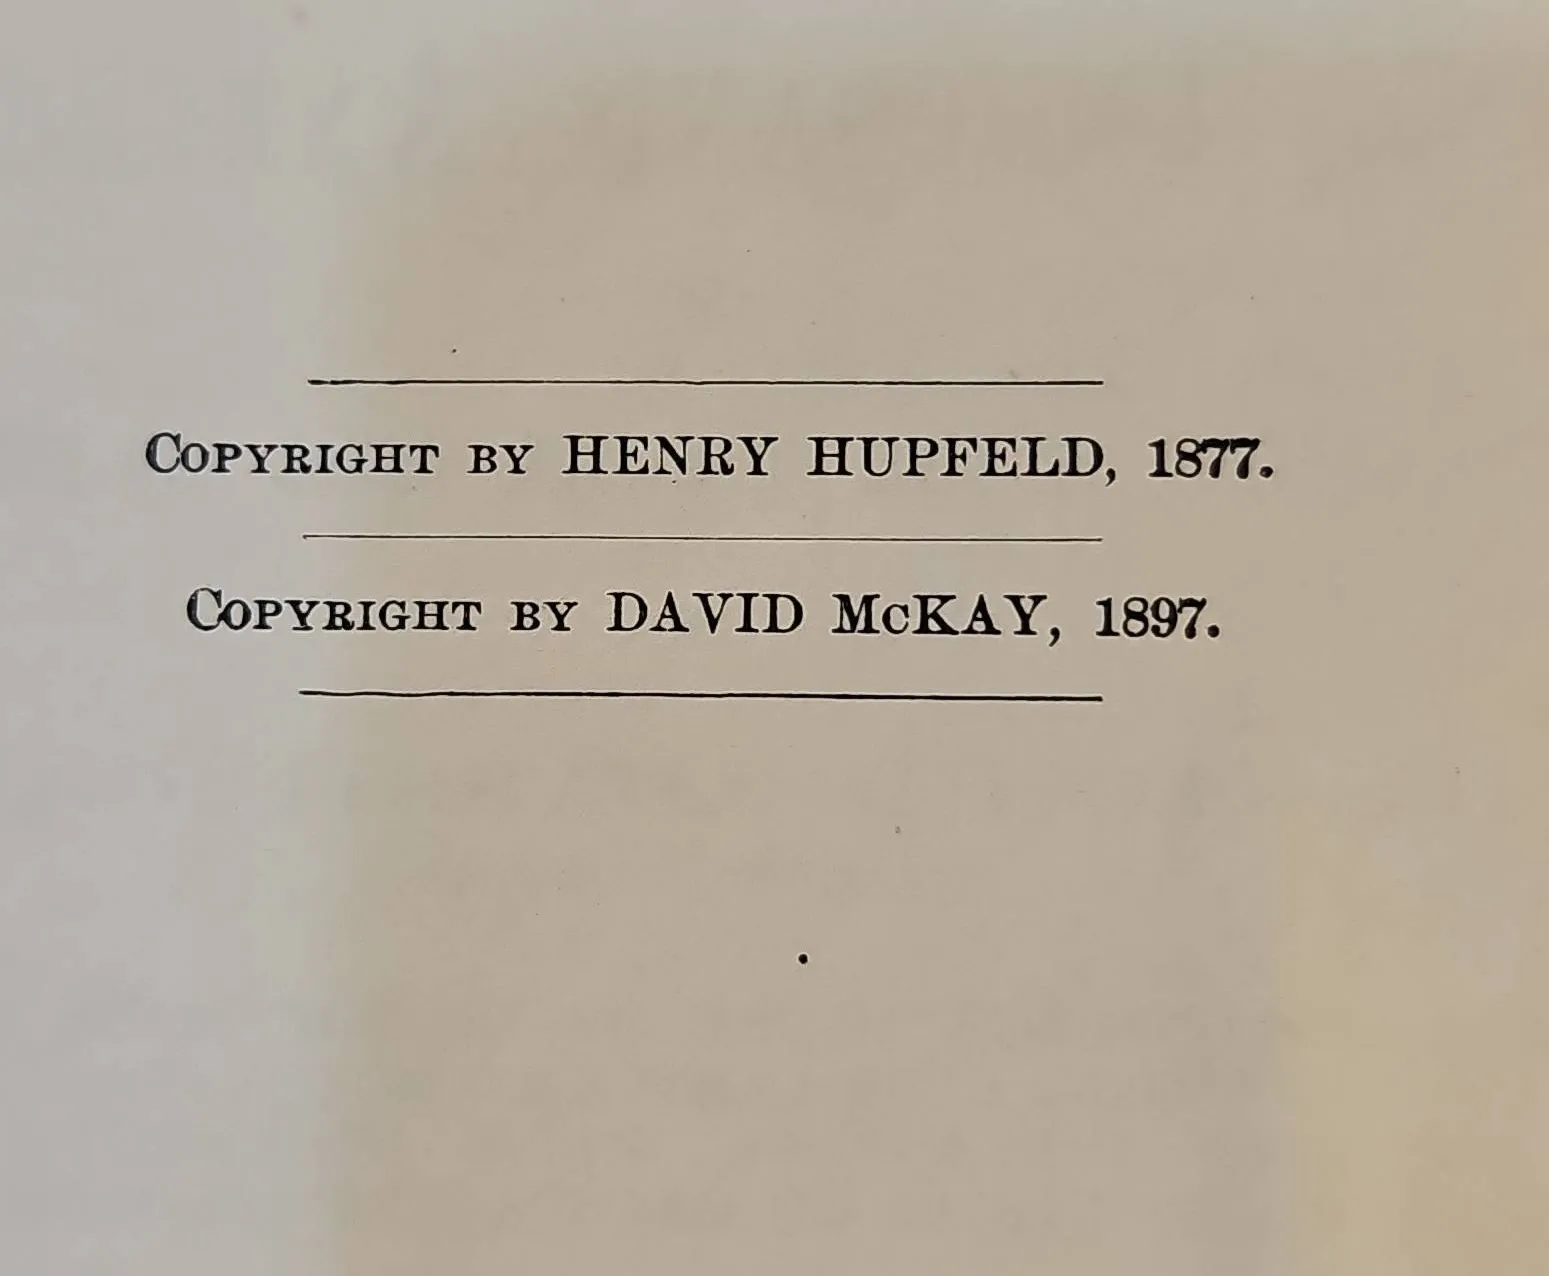 Copyright by HENRY HUPFELD, 1877.
Copyright by DAVID McKAY, 1897.